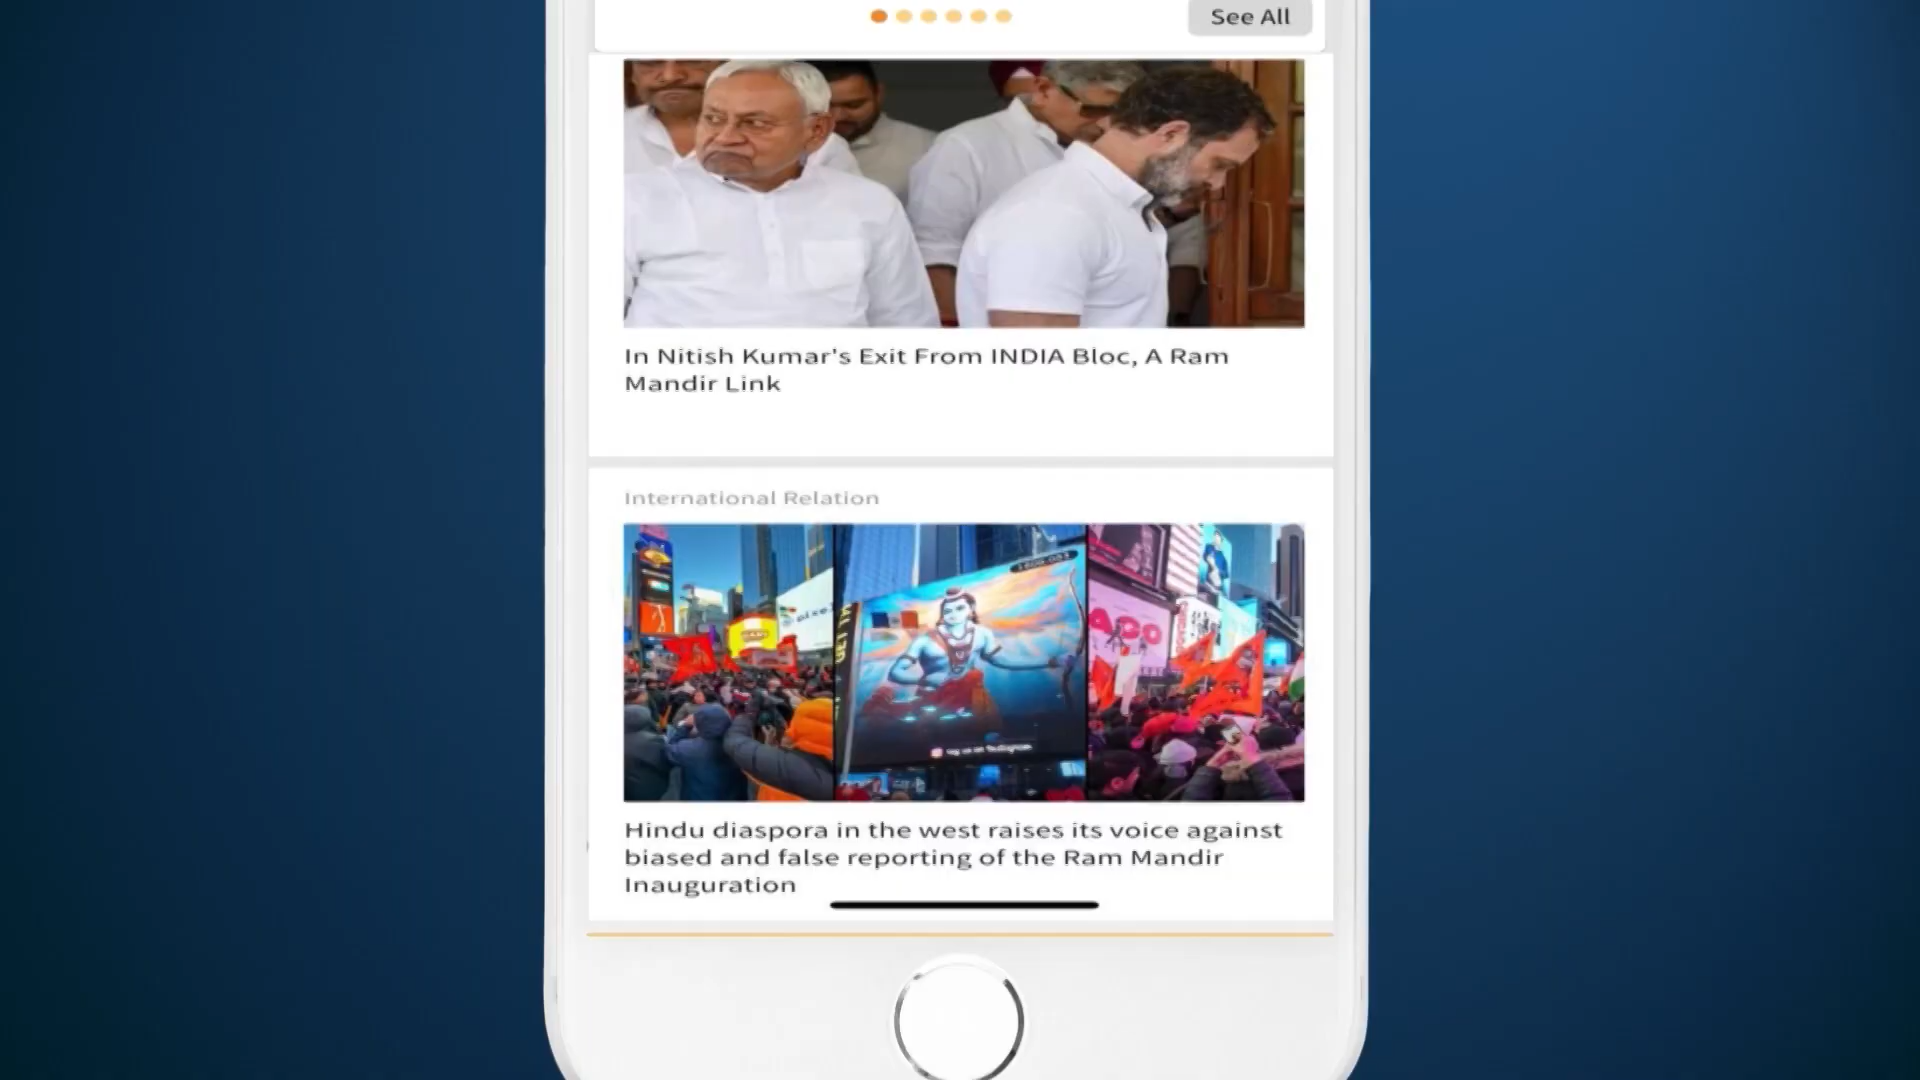 See All
In Nitish Kumar's Exit From INDIA Bloc, A Ram
Mandir Link
International Relation
Hindu diaspora in the west raises its voice against
biased and false reporting of the Ram Mandir
Inauguration